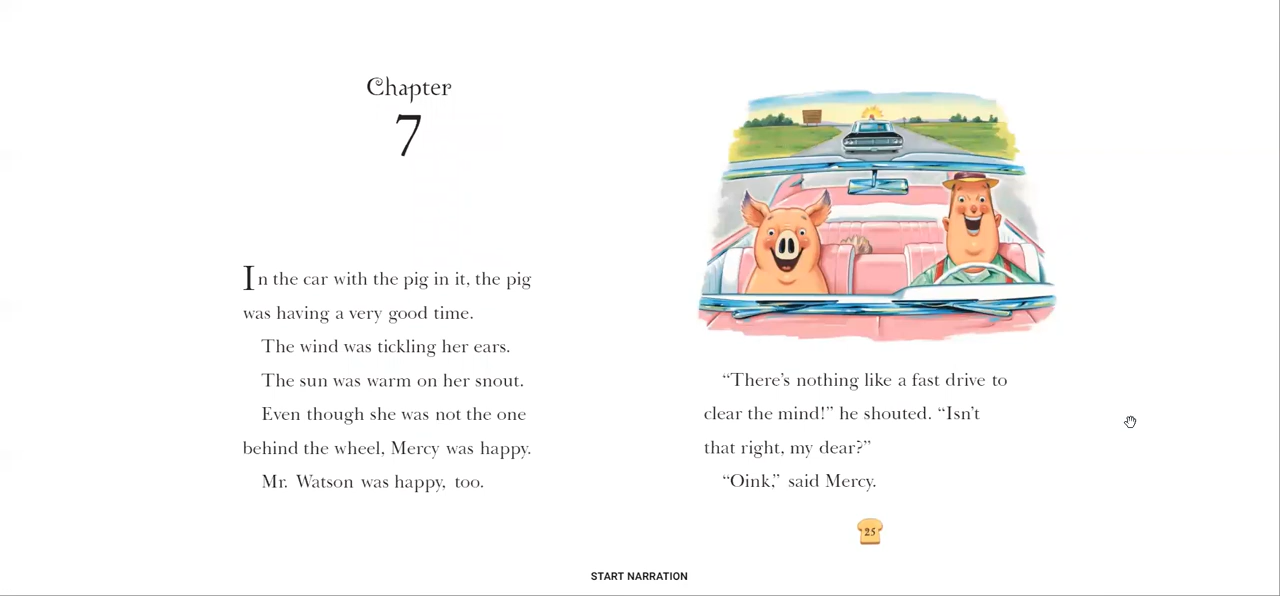 Chapter
7
In the car with the pig in it, the pig
was having a very good time.
The wind was tickling her ears.
The sun was warm on her snout.
Even though she was not the one
behind the wheel, Mercy was happy.
Mr. Watson was happy, too.
“There’s nothing like a fast drive to
clear the mind!” he shouted. “Isn’t
that right, my dear?”
“Oink,” said Mercy.
25
START NARRATION